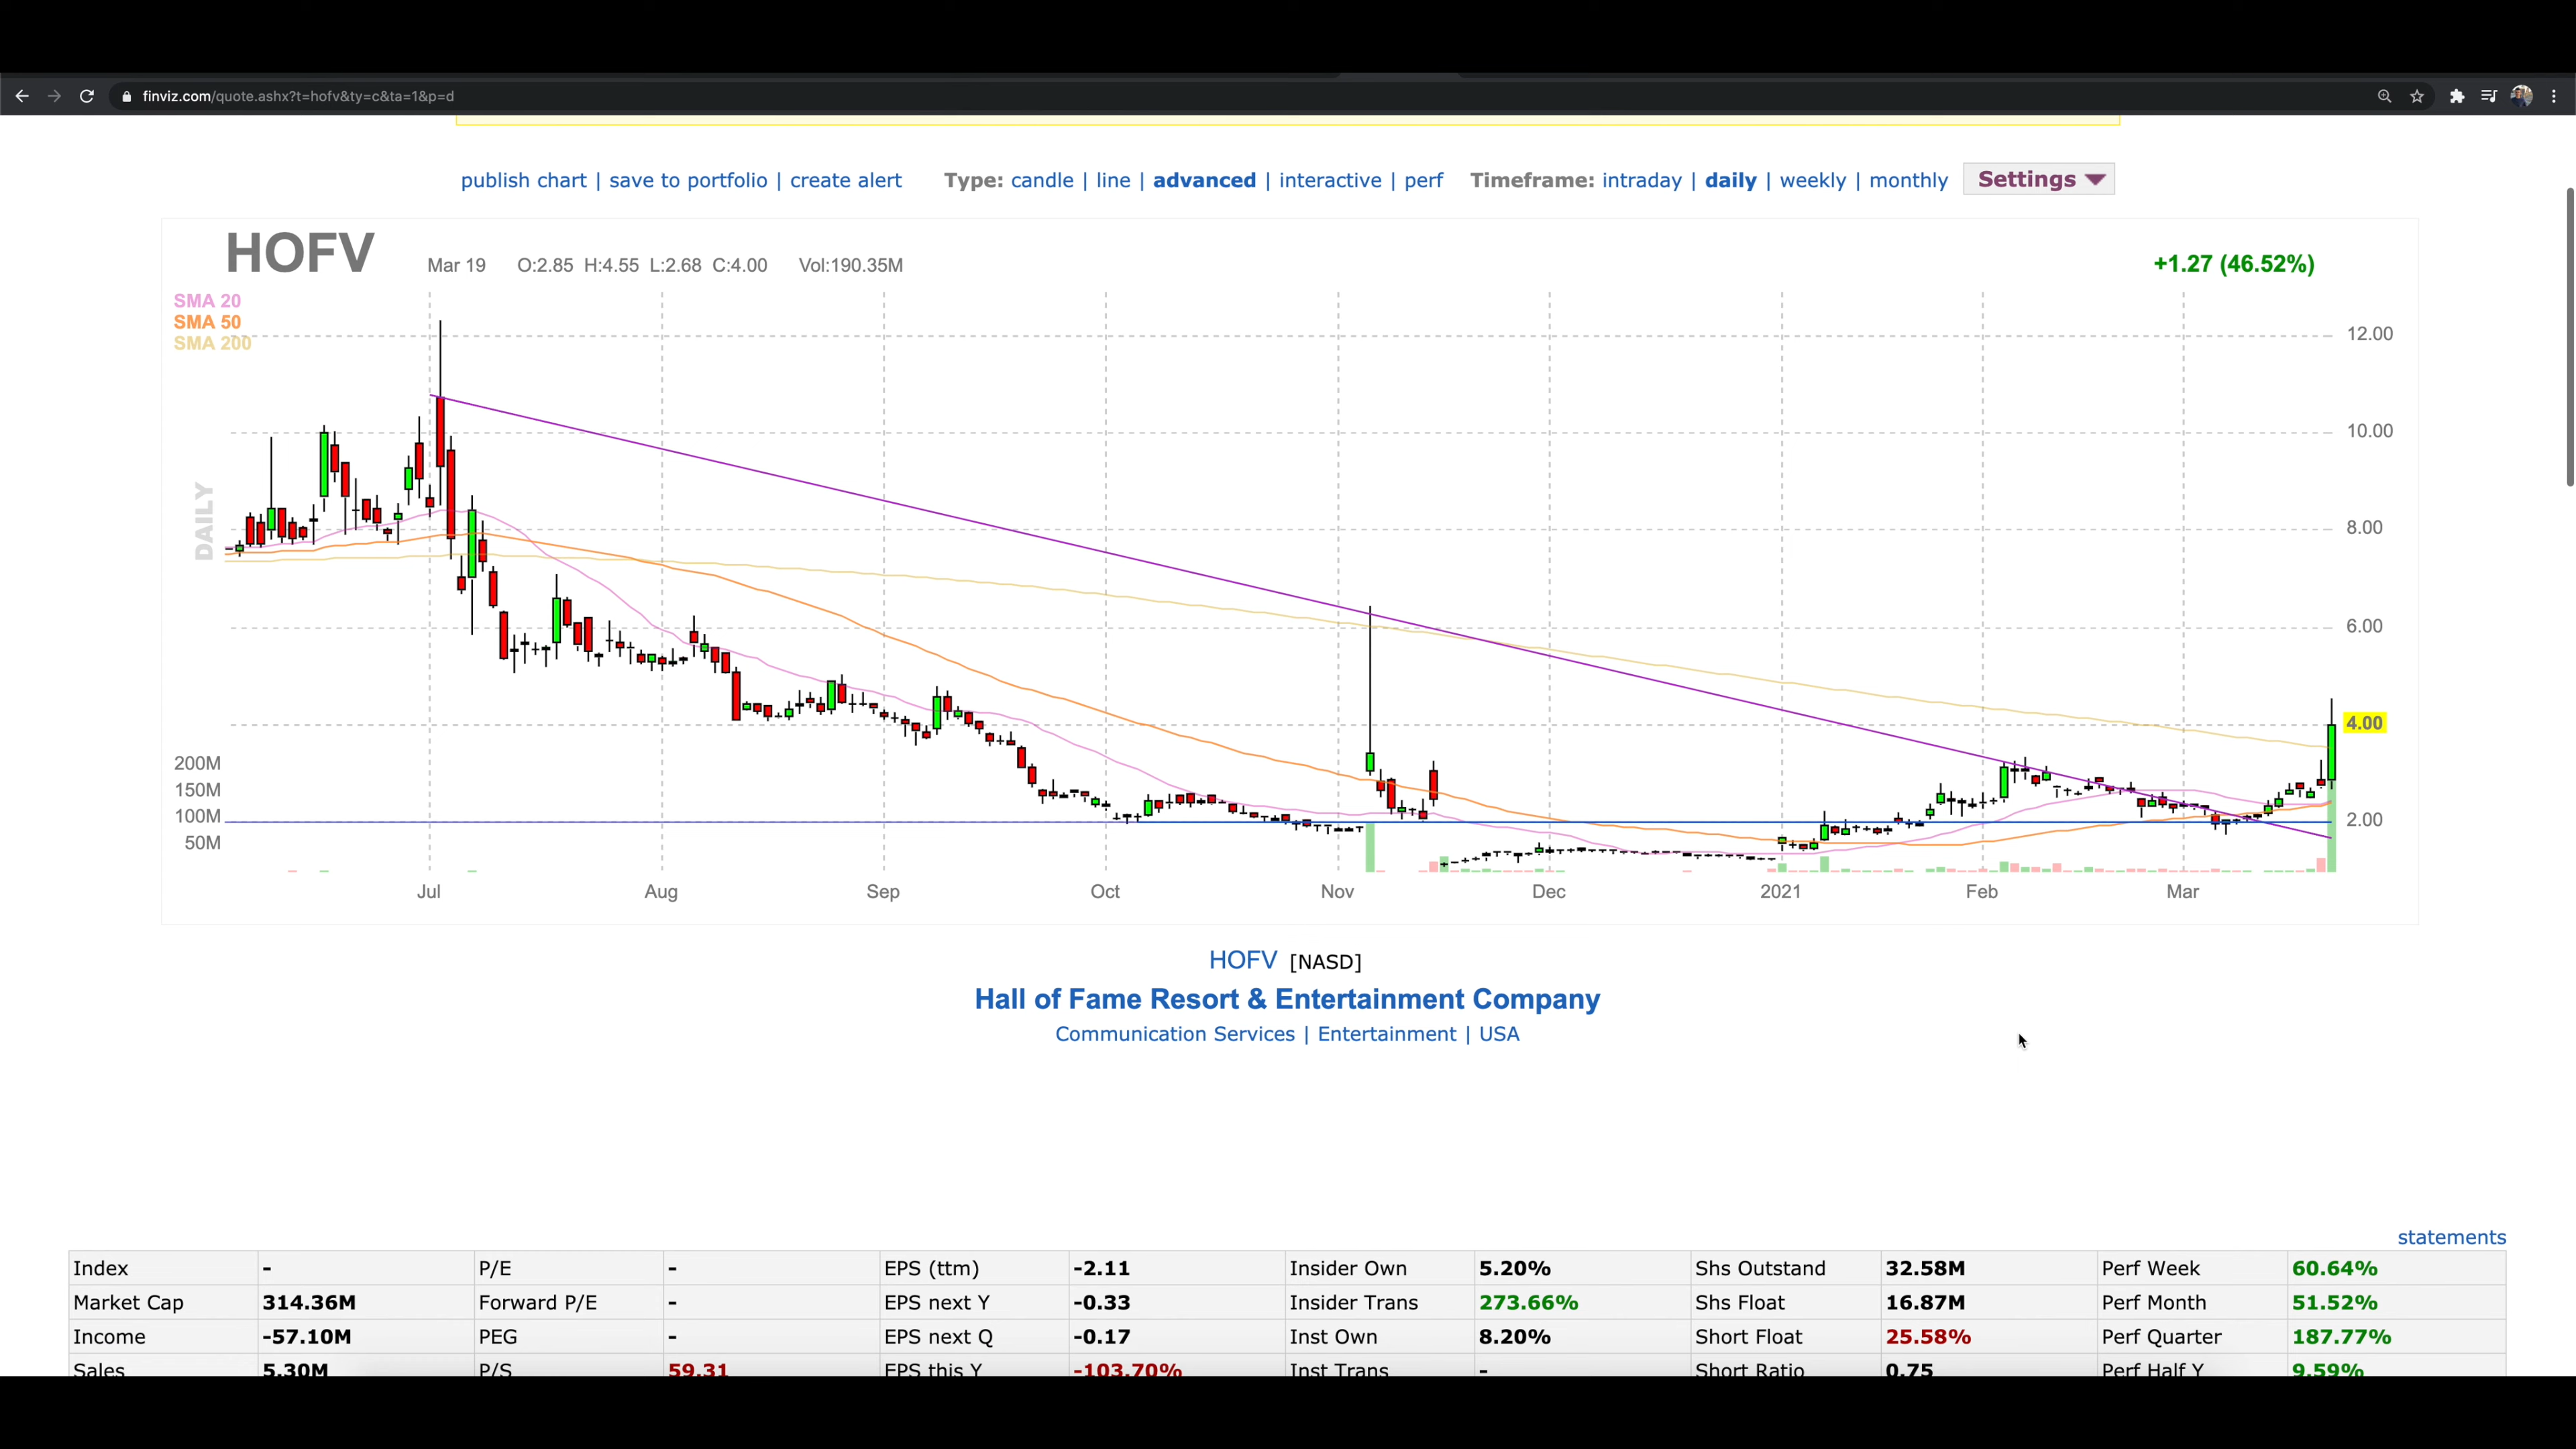 finviz.com/quote.ashx?t=hofv&ty=c&ta=1&p=d
publish chart | save to portfolio | create alert Type: candle | line | advanced | interactive | perf Timeframe: intraday | daily | weekly | monthly Settings
HOFV Mar 19 O:2.85 H:4.55 L:2.68 C:4.00 Vol:190.35M +1.27 (46.52%)
SMA 20
SMA 50
SMA 200
12.00
10.00
8.00
6.00
4.00
2.00
DAILY
200M
150M
100M
50M
Jul Aug Sep Oct Nov Dec 2021 Feb Mar
HOFV [NASD]
Hall of Fame Resort & Entertainment Company
Communication Services | Entertainment | USA
statements
Index - P/E - EPS (ttm) -2.11 Insider Own 5.20% Shs Outstand 32.58M Perf Week 60.64%
Market Cap 314.36M Forward P/E - EPS next Y -0.33 Insider Trans 273.66% Shs Float 16.87M Perf Month 51.52%
Income -57.10M PEG - EPS next Q -0.17 Inst Own 8.20% Short Float 25.58% Perf Quarter 187.77%
Sales 5.30M P/S 59.31 EPS this Y -103.70% Inst Trans - Short Ratio 0.75 Perf Half Y 9.59%